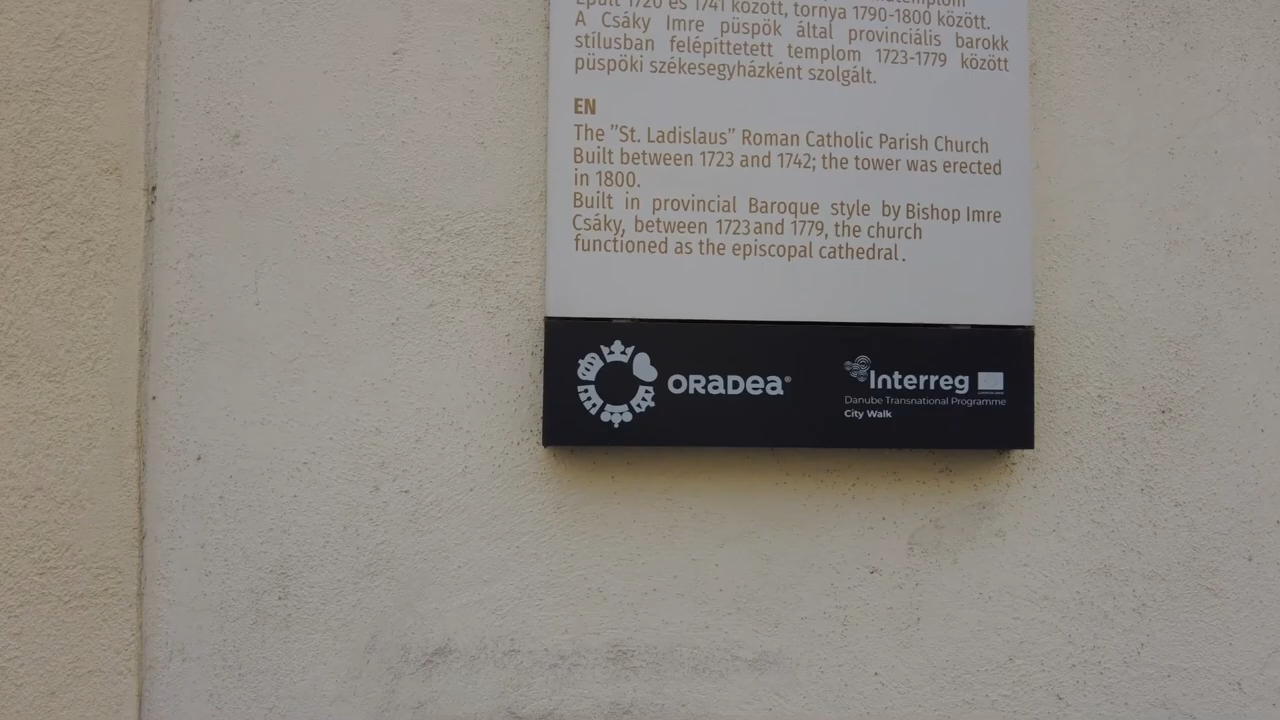 Épült 1720 és 1741 között, tornya 1790-1800 között.
A Csáky Imre püspök által provinciális barokk
stílusban felépíttetett templom 1723-1779 között
püspöki székesegyházként szolgált.
EN
The "St. Ladislaus" Roman Catholic Parish Church
Built between 1723 and 1742; the tower was erected
in 1800.
Built in provincial Baroque style by Bishop Imre
Csáky, between 1723 and 1779, the church
functioned as the episcopal cathedral.
ORADEA®
Interreg
Danube Transnational Programme
City Walk